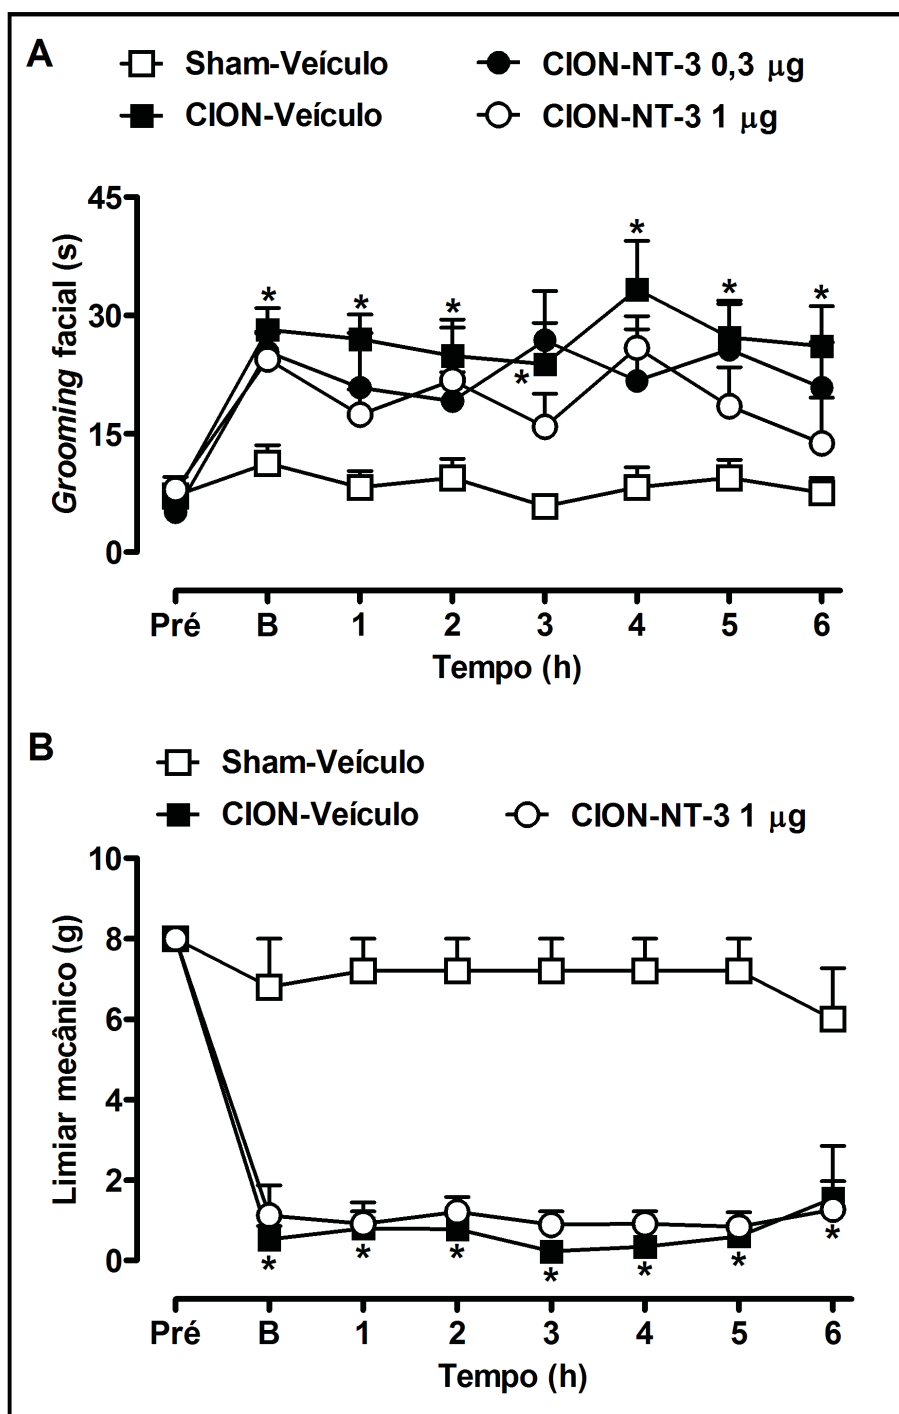 A
Sham-Veículo
CION-NT-3 0,3 μg
CION-Veículo
CION-NT-3 1 μg
Grooming facial (s)
45
30
15
0
* * * * * * *
Pré B 1 2 3 4 5 6
Tempo (h)
B
Sham-Veículo
CION-Veículo
CION-NT-3 1 μg
Limiar mecânico (g)
10
8
6
4
2
0
* * * * * * *
Pré B 1 2 3 4 5 6
Tempo (h)